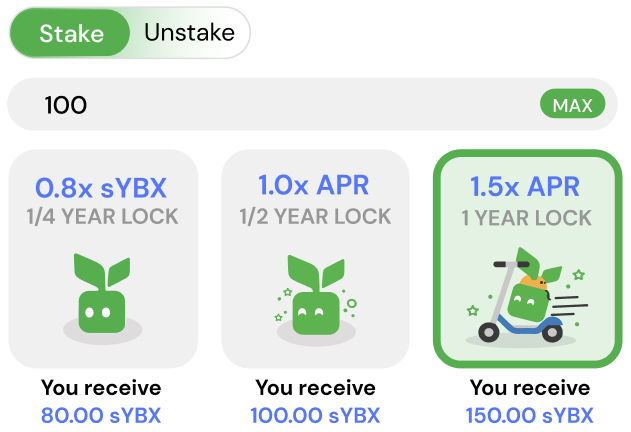 Stake Unstake
100 MAX
0.8x sYBX
1/4 YEAR LOCK
1.0x APR
1/2 YEAR LOCK
1.5x APR
1 YEAR LOCK
You receive
80.00 sYBX
You receive
100.00 sYBX
You receive
150.00 sYBX